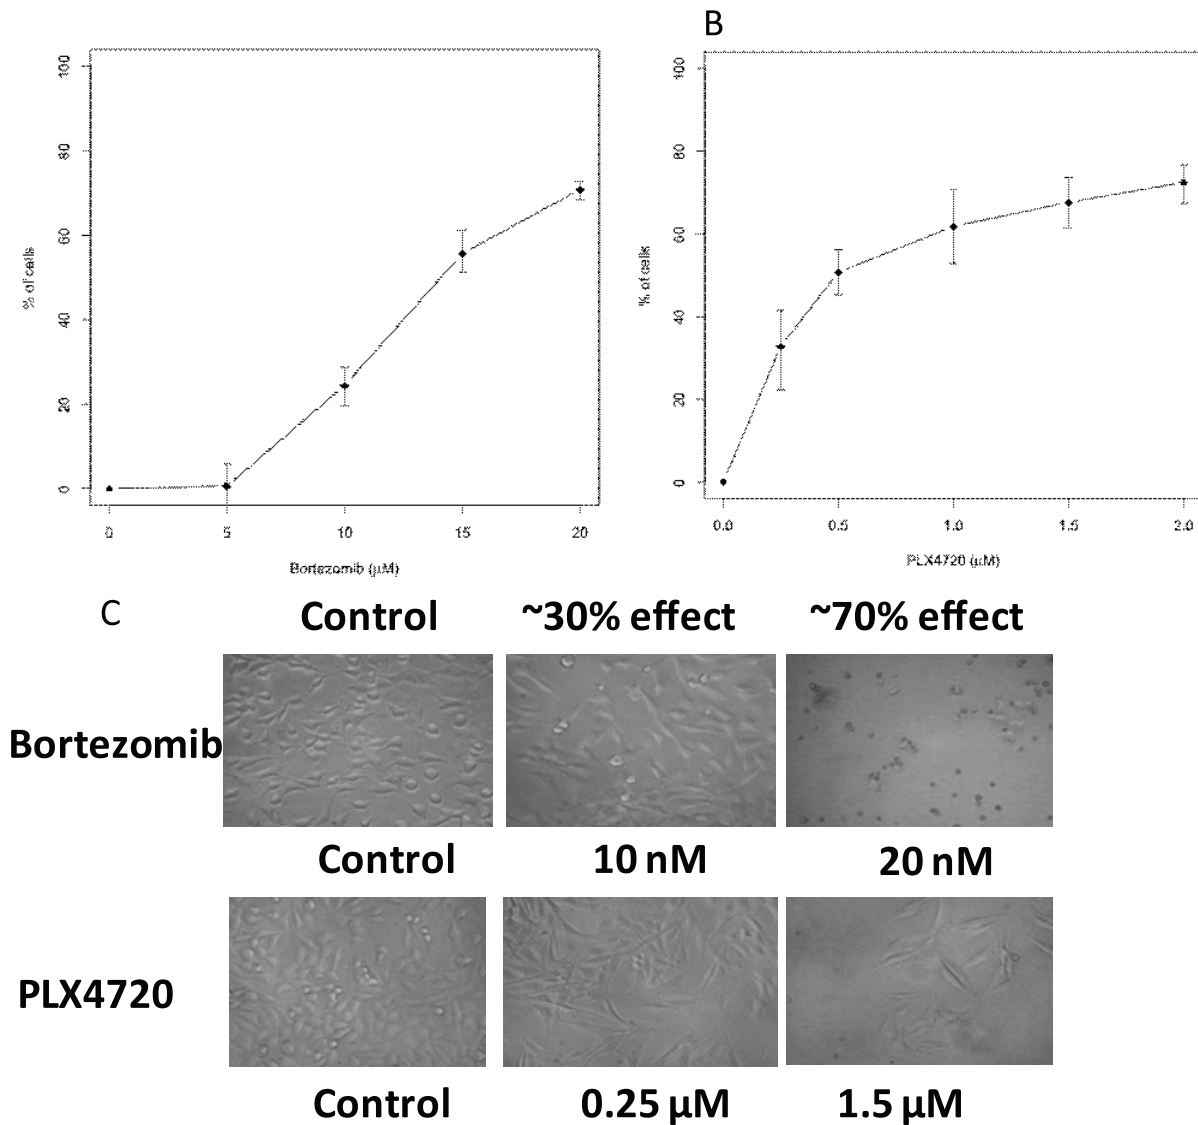 B
100
80
60
40
20
0
% of cells
0 5 10 15 20
Bortezomib (µM)
100
80
60
40
20
0
% of cells
0.0 0.5 1.0 1.5 2.0
PLX4720 (µM)
C Control ~30% effect ~70% effect
Bortezomib
Control 10 nM 20 nM
PLX4720
Control 0.25 µM 1.5 µM